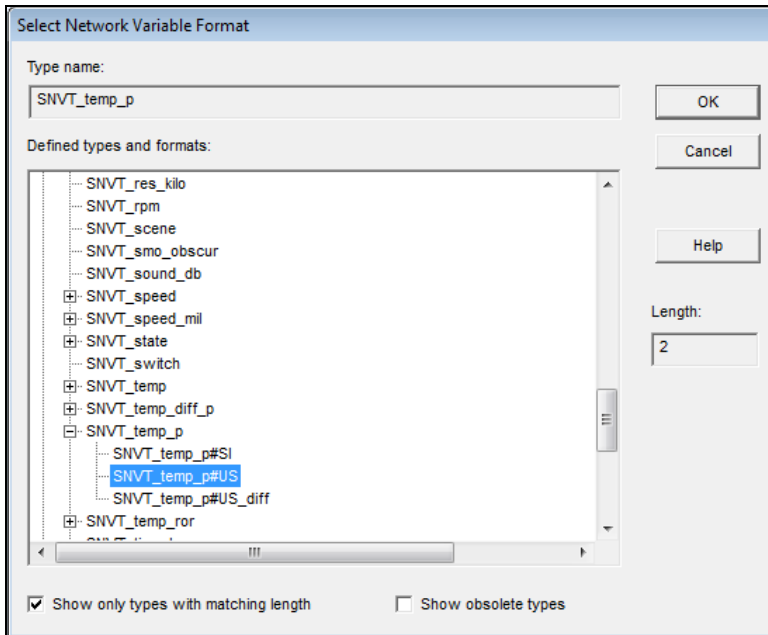 Select Network Variable Format
Type name:
SNVT_temp_p
OK
Defined types and formats:
Cancel
SNVT_res_kilo
SNVT_rpm
SNVT_scene
SNVT_smo_obscur
Help
SNVT_sound_db
SNVT_speed
SNVT_speed_mil
Length:
SNVT_state
2
SNVT_switch
SNVT_temp
SNVT_temp_diff_p
SNVT_temp_p
SNVT_temp_p#SI
SNVT_temp_p#US
SNVT_temp_p#US_diff
SNVT_temp_ror
Show only types with matching length
Show obsolete types